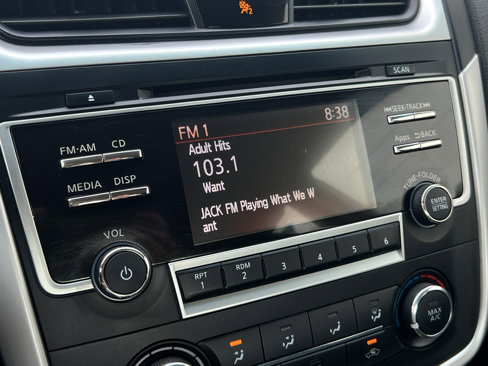 2
SCAN
FM 1 8:38
Adult Hits
103.1
Want
JACK FM Playing What We W
ant
FM·AM CD
MEDIA DISP
VOL
SEEK·TRACK
Apps BACK
TUNE·FOLDER
ENTER
SETTING
RPT
1
RDM
2
3
4
5
6
MAX
A/C